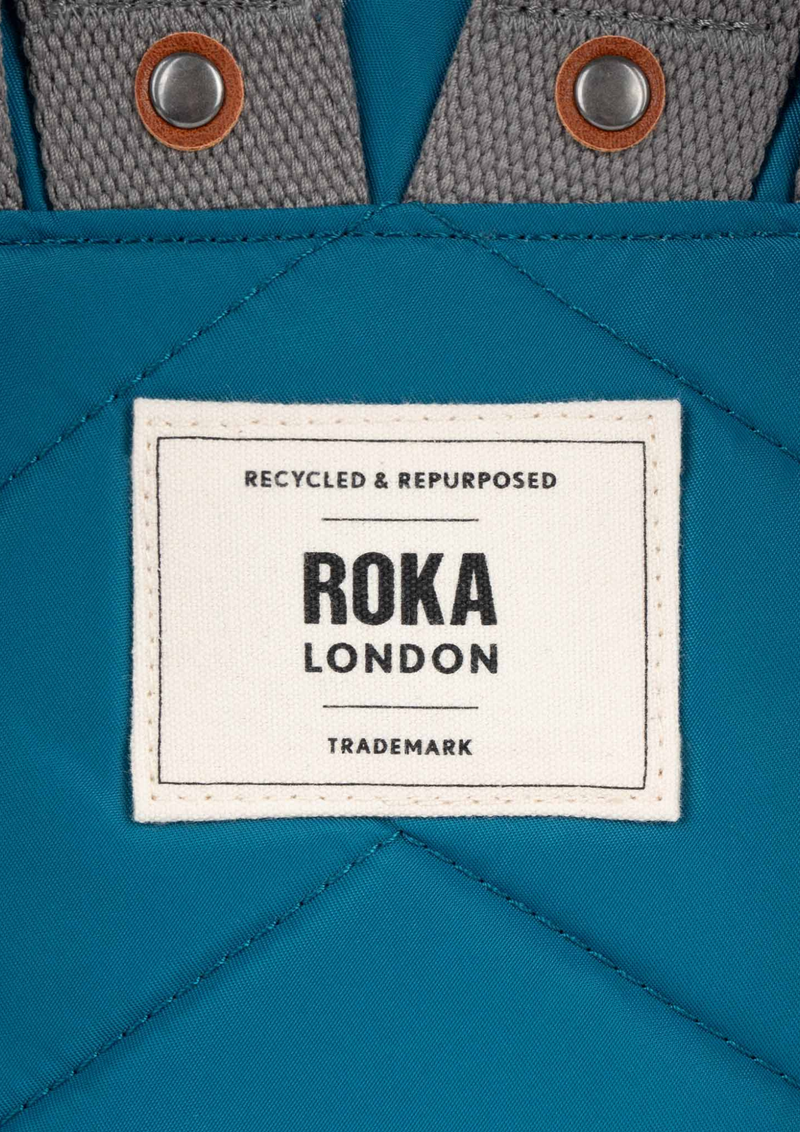 RECYCLED & REPURPOSED
ROKA
LONDON
TRADEMARK